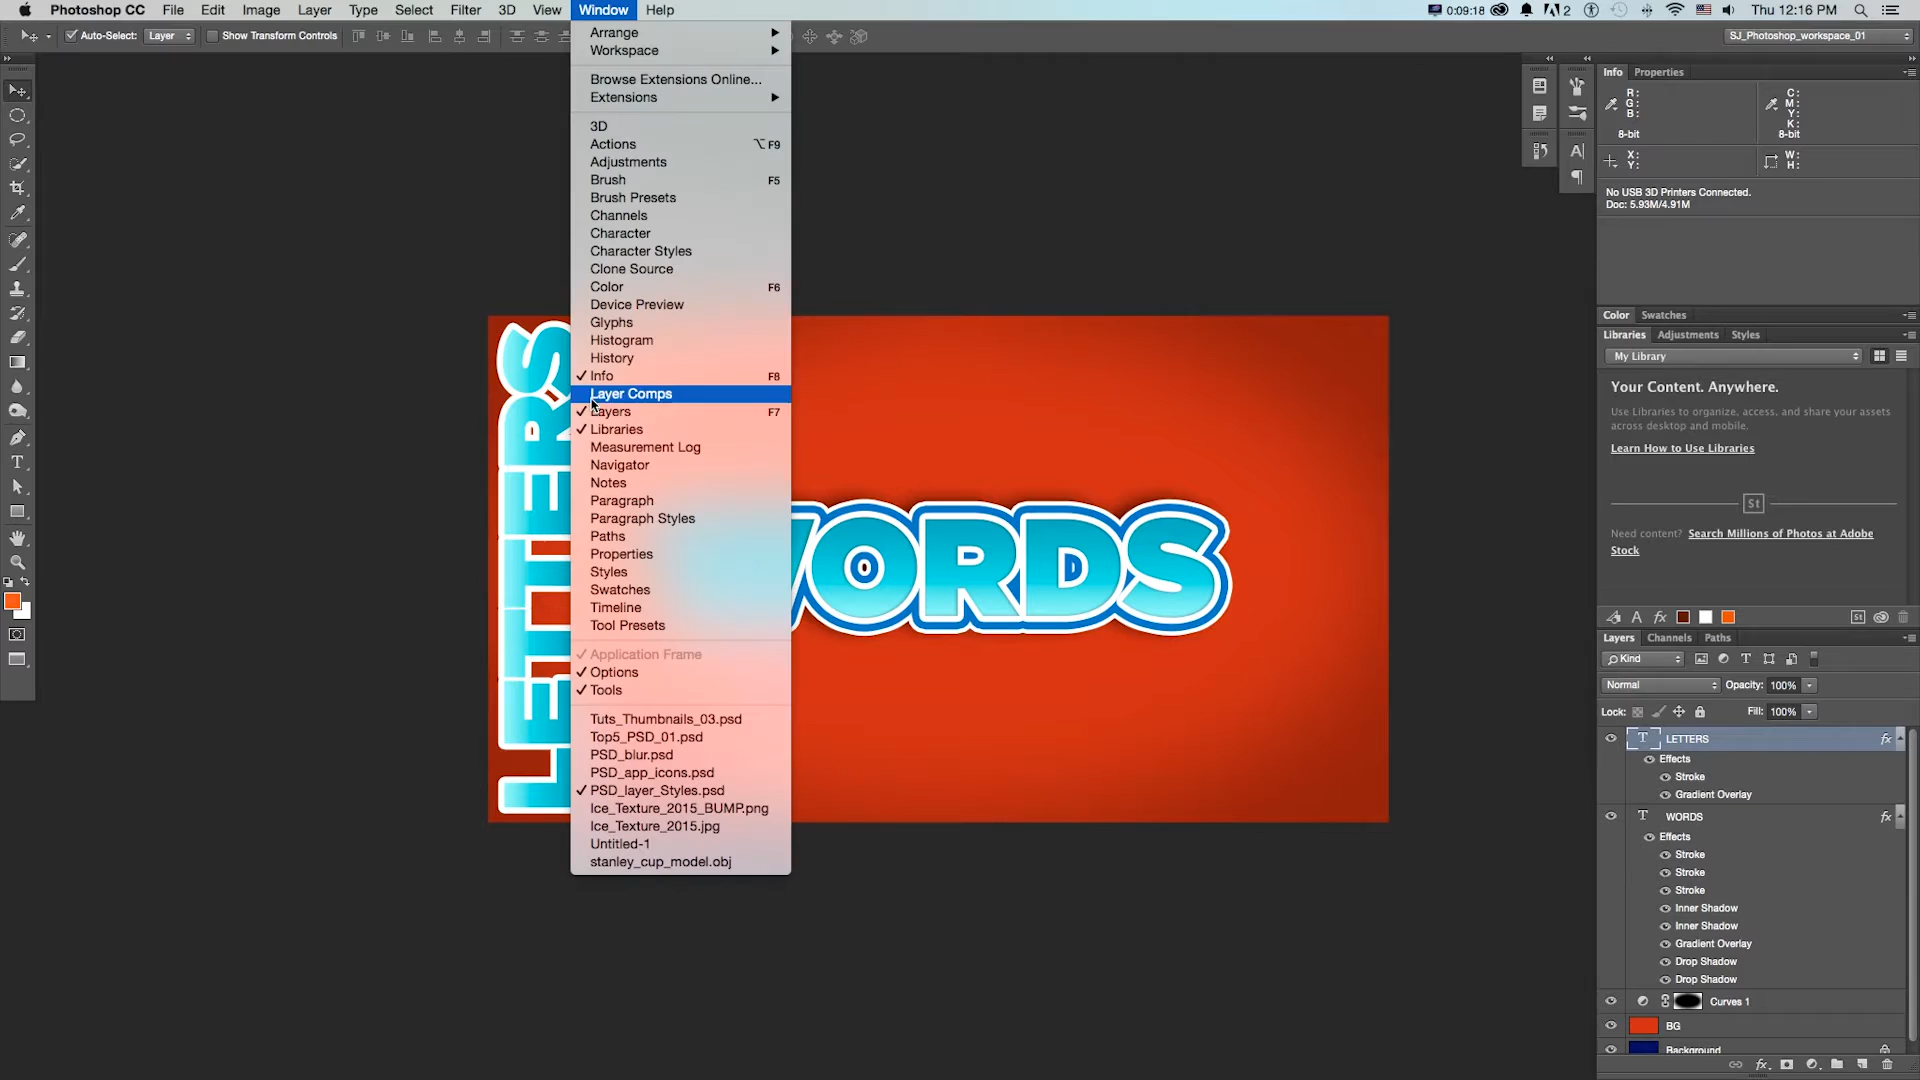 Photoshop CC File Edit Image Layer Type Select Filter 3D View Window Help
0:09:18 2 Thu 12:16 PM
Auto-Select: Layer Show Transform Controls
SJ_Photoshop_workspace_01
Arrange
Workspace
Browse Extensions Online...
Extensions
3D
Actions ⌥F9
Adjustments
Brush F5
Brush Presets
Channels
Character
Character Styles
Clone Source
Color F6
Device Preview
Glyphs
Histogram
History
✓ Info F8
Layer Comps
✓ Layers F7
✓ Libraries
Measurement Log
Navigator
Notes
Paragraph
Paragraph Styles
Paths
Properties
Styles
Swatches
Timeline
Tool Presets
✓ Application Frame
✓ Options
✓ Tools
Tuts_Thumbnails_03.psd
Top5_PSD_01.psd
PSD_blur.psd
PSD_app_icons.psd
✓ PSD_layer_Styles.psd
Ice_Texture_2015_BUMP.png
Ice_Texture_2015.jpg
Untitled-1
stanley_cup_model.obj
LETTERS
WORDS
Info Properties
R: C:
G: M:
B: Y:
K:
8-bit 8-bit
X: W:
Y: H:
No USB 3D Printers Connected.
Doc: 5.93M/4.91M
Color Swatches
Libraries Adjustments Styles
My Library
Your Content. Anywhere.
Use Libraries to organize, access, and share your assets
across desktop and mobile.
Learn How to Use Libraries
St
Need content? Search Millions of Photos at Adobe
Stock
A fx St
Layers Channels Paths
Kind T
Normal Opacity: 100%
Lock: Fill: 100%
T LETTERS fx
Effects
Stroke
Gradient Overlay
T WORDS fx
Effects
Stroke
Stroke
Stroke
Inner Shadow
Inner Shadow
Gradient Overlay
Drop Shadow
Drop Shadow
Curves 1
BG
Background
fx